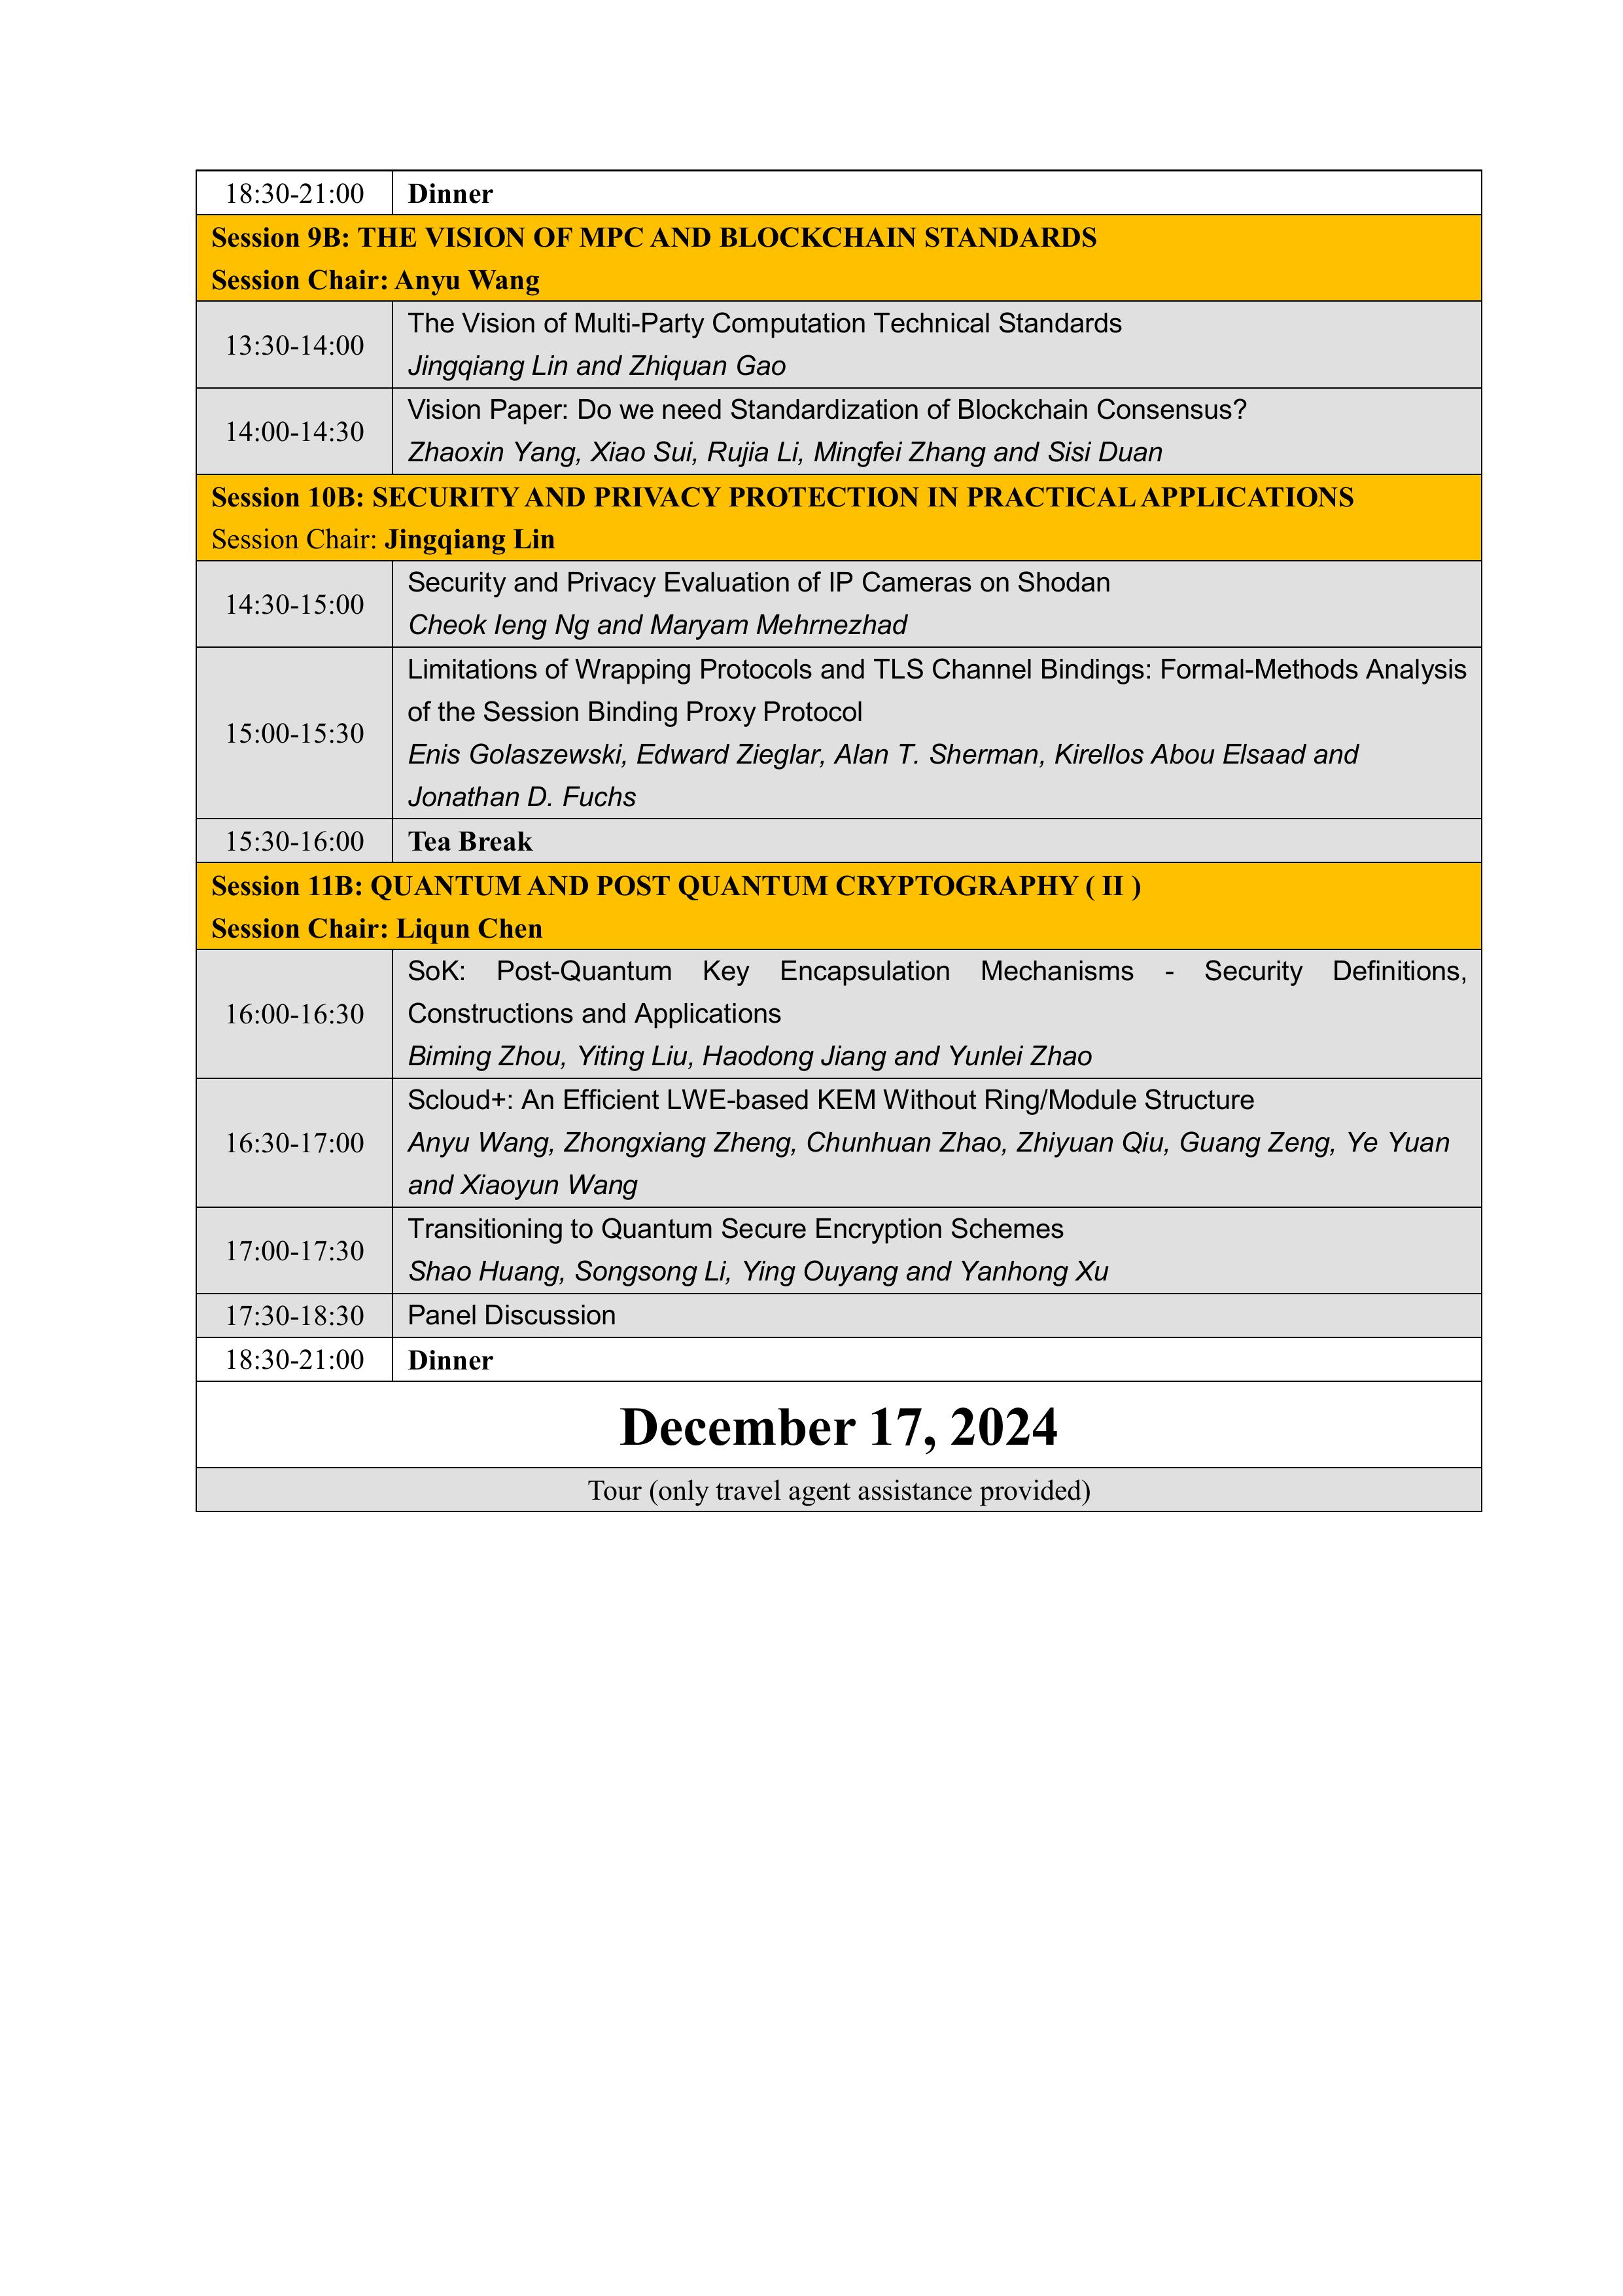 18:30-21:00 Dinner
Session 9B: THE VISION OF MPC AND BLOCKCHAIN STANDARDS
Session Chair: Anyu Wang
13:30-14:00
The Vision of Multi-Party Computation Technical Standards
Jingqiang Lin and Zhiquan Gao
14:00-14:30
Vision Paper: Do we need Standardization of Blockchain Consensus?
Zhaoxin Yang, Xiao Sui, Rujia Li, Mingfei Zhang and Sisi Duan
Session 10B: SECURITY AND PRIVACY PROTECTION IN PRACTICAL APPLICATIONS
Session Chair: Jingqiang Lin
14:30-15:00
Security and Privacy Evaluation of IP Cameras on Shodan
Cheok Ieng Ng and Maryam Mehrnezhad
15:00-15:30
Limitations of Wrapping Protocols and TLS Channel Bindings: Formal-Methods Analysis
of the Session Binding Proxy Protocol
Enis Golaszewski, Edward Zieglar, Alan T. Sherman, Kirellos Abou Elsaad and
Jonathan D. Fuchs
15:30-16:00 Tea Break
Session 11B: QUANTUM AND POST QUANTUM CRYPTOGRAPHY ( II )
Session Chair: Liqun Chen
16:00-16:30
SoK: Post-Quantum Key Encapsulation Mechanisms - Security Definitions,
Constructions and Applications
Biming Zhou, Yiting Liu, Haodong Jiang and Yunlei Zhao
16:30-17:00
Scloud+: An Efficient LWE-based KEM Without Ring/Module Structure
Anyu Wang, Zhongxiang Zheng, Chunhuan Zhao, Zhiyuan Qiu, Guang Zeng, Ye Yuan
and Xiaoyun Wang
17:00-17:30
Transitioning to Quantum Secure Encryption Schemes
Shao Huang, Songsong Li, Ying Ouyang and Yanhong Xu
17:30-18:30 Panel Discussion
18:30-21:00 Dinner
December 17, 2024
Tour (only travel agent assistance provided)